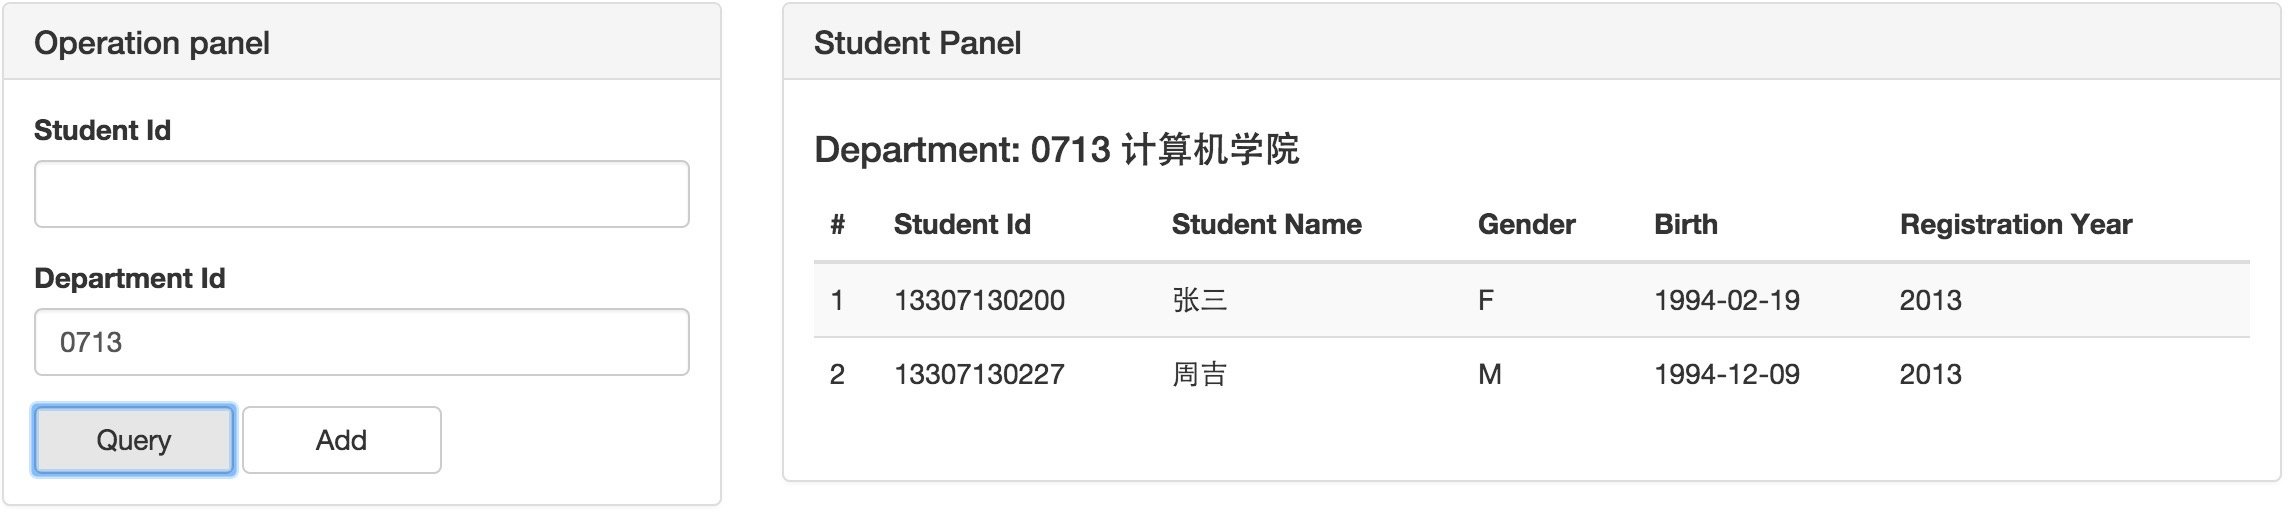 Operation panel
Student Id
Department Id
0713
Query Add
Student Panel
Department: 0713 计算机学院
# Student Id Student Name Gender Birth Registration Year
1 13307130200 张三 F 1994-02-19 2013
2 13307130227 周吉 M 1994-12-09 2013